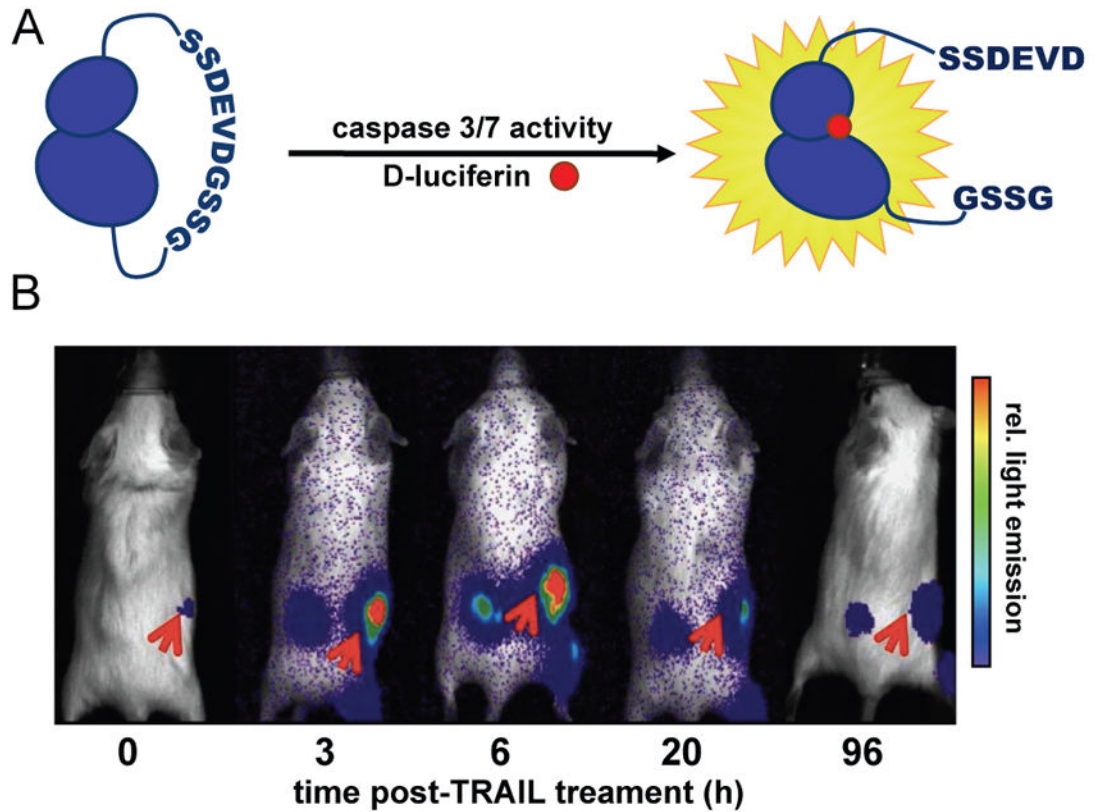 A
SSDEVDGSSG
caspase 3/7 activity
D-luciferin
SSDEVD
GSSG
B
rel. light emission
0 3 6 20 96
time post-TRAIL treament (h)